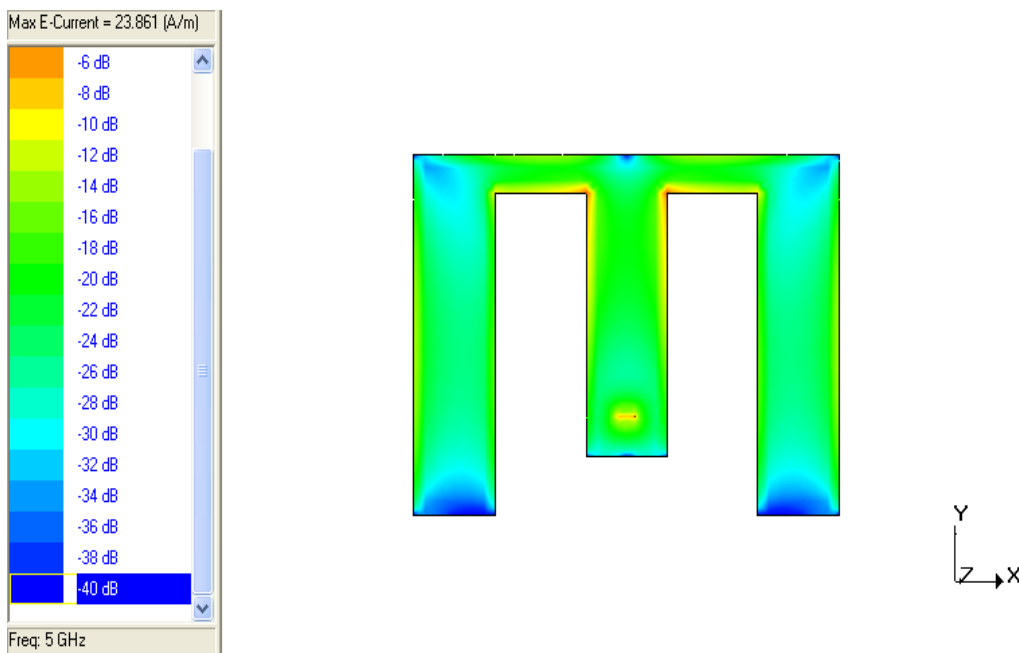 Max E-Current = 23.861 (A/m)
-6 dB
-8 dB
-10 dB
-12 dB
-14 dB
-16 dB
-18 dB
-20 dB
-22 dB
-24 dB
-26 dB
-28 dB
-30 dB
-32 dB
-34 dB
-36 dB
-38 dB
-40 dB
Freq: 5 GHz
Y
Z X